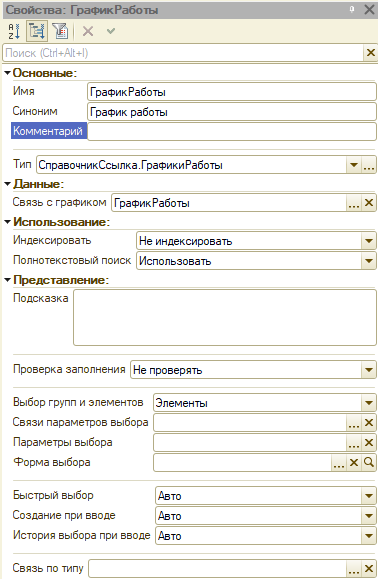 Свойства: ГрафикРаботы
Поиск (Ctrl+Alt+I)
Основные:
Имя ГрафикРаботы
Синоним График работы
Комментарий
Тип СправочникСсылка.ГрафикиРаботы
Данные:
Связь с графиком ГрафикРаботы
Использование:
Индексировать Не индексировать
Полнотекстовый поиск Использовать
Представление:
Подсказка
Проверка заполнения Не проверять
Выбор групп и элементов Элементы
Связи параметров выбора
Параметры выбора
Форма выбора
Быстрый выбор Авто
Создание при вводе Авто
История выбора при вводе Авто
Связь по типу